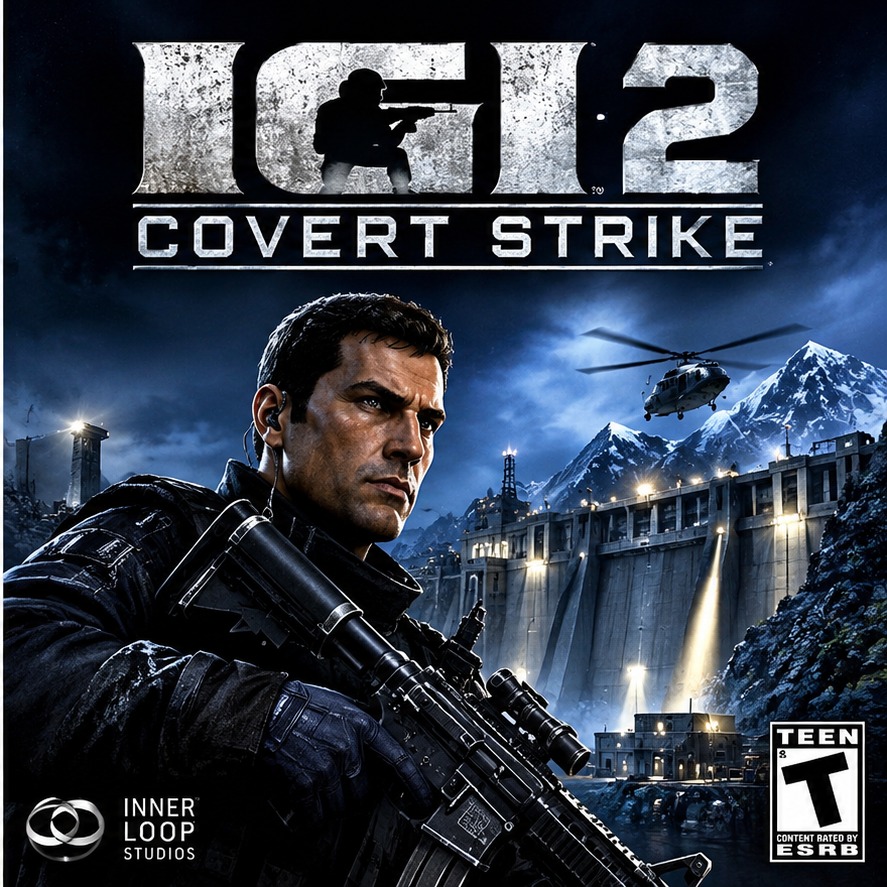 IGI 2
COVERT STRIKE
INNER
LOOP
STUDIOS
TEEN
T
CONTENT RATED BY
ESRB